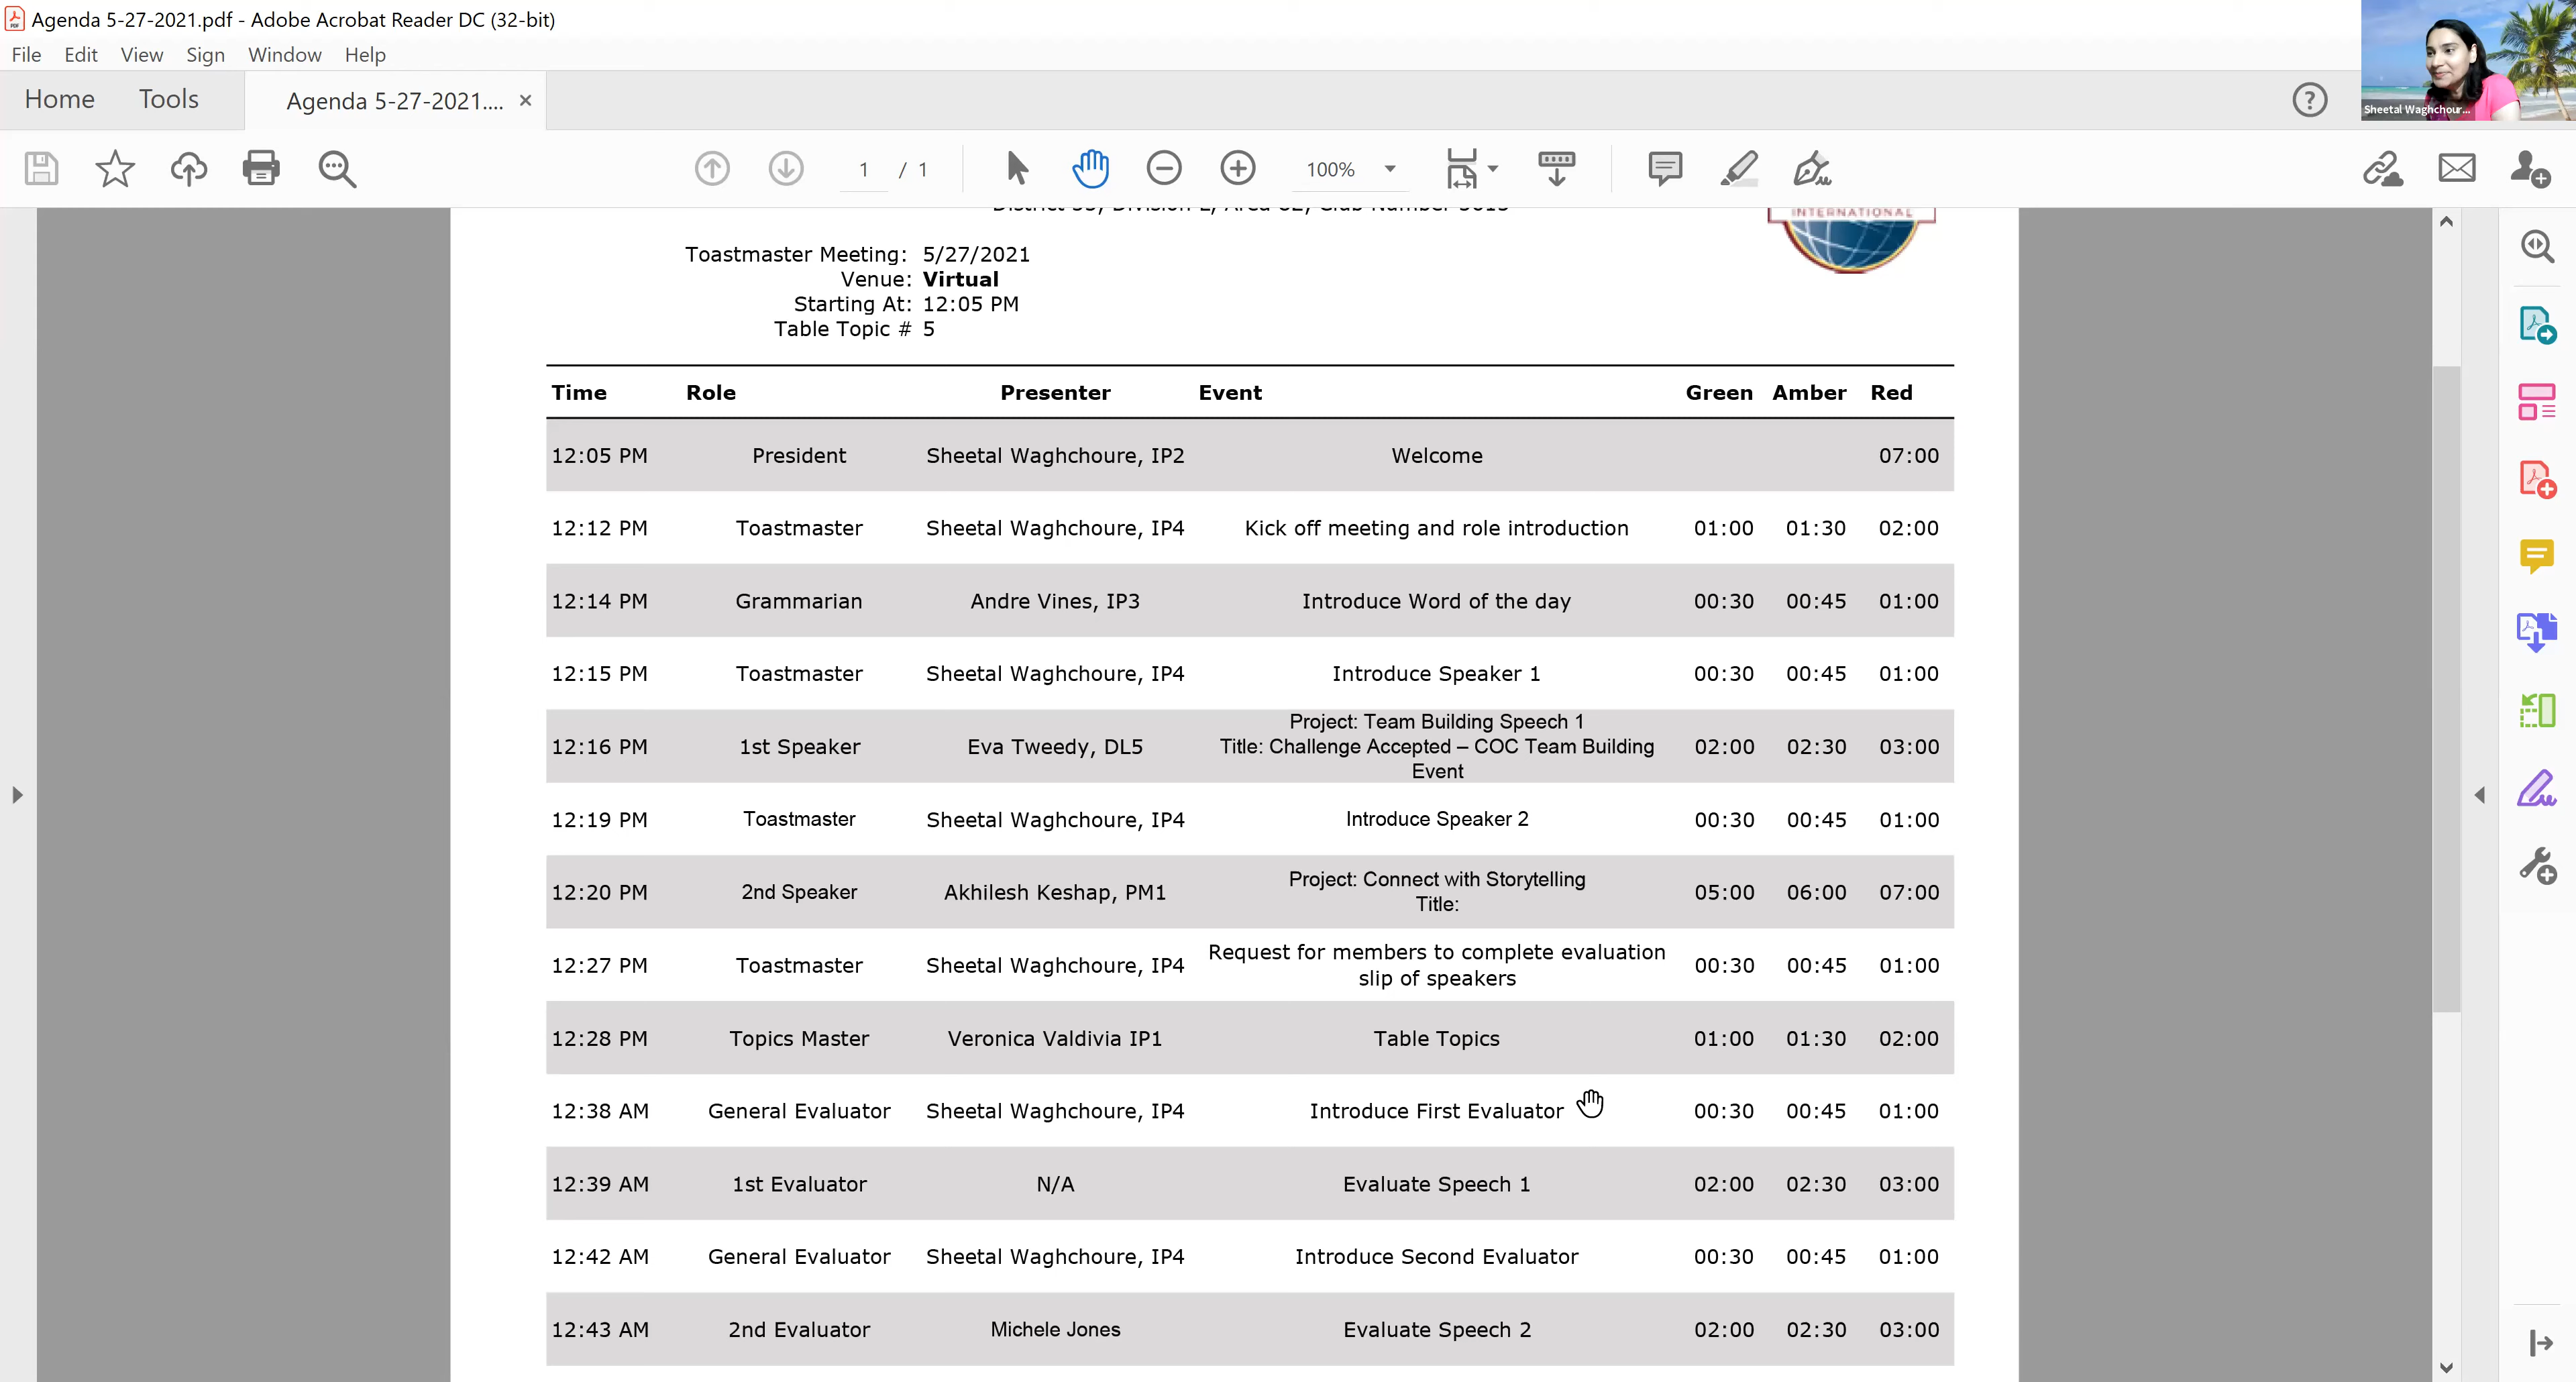 Agenda 5-27-2021.pdf - Adobe Acrobat Reader DC (32-bit)
File Edit View Sign Window Help
Home Tools Agenda 5-27-2021.... ×
Sheetal Waghchour...
1 / 1 100%
INTERNATIONAL
Toastmaster Meeting: 5/27/2021
Venue: Virtual
Starting At: 12:05 PM
Table Topic # 5
Time Role Presenter Event Green Amber Red
12:05 PM President Sheetal Waghchoure, IP2 Welcome 07:00
12:12 PM Toastmaster Sheetal Waghchoure, IP4 Kick off meeting and role introduction 01:00 01:30 02:00
12:14 PM Grammarian Andre Vines, IP3 Introduce Word of the day 00:30 00:45 01:00
12:15 PM Toastmaster Sheetal Waghchoure, IP4 Introduce Speaker 1 00:30 00:45 01:00
Project: Team Building Speech 1
12:16 PM 1st Speaker Eva Tweedy, DL5 Title: Challenge Accepted – COC Team Building 02:00 02:30 03:00
Event
12:19 PM Toastmaster Sheetal Waghchoure, IP4 Introduce Speaker 2 00:30 00:45 01:00
Project: Connect with Storytelling
12:20 PM 2nd Speaker Akhilesh Keshap, PM1 05:00 06:00 07:00
Title:
Request for members to complete evaluation
12:27 PM Toastmaster Sheetal Waghchoure, IP4 00:30 00:45 01:00
slip of speakers
12:28 PM Topics Master Veronica Valdivia IP1 Table Topics 01:00 01:30 02:00
12:38 AM General Evaluator Sheetal Waghchoure, IP4 Introduce First Evaluator 00:30 00:45 01:00
12:39 AM 1st Evaluator N/A Evaluate Speech 1 02:00 02:30 03:00
12:42 AM General Evaluator Sheetal Waghchoure, IP4 Introduce Second Evaluator 00:30 00:45 01:00
12:43 AM 2nd Evaluator Michele Jones Evaluate Speech 2 02:00 02:30 03:00